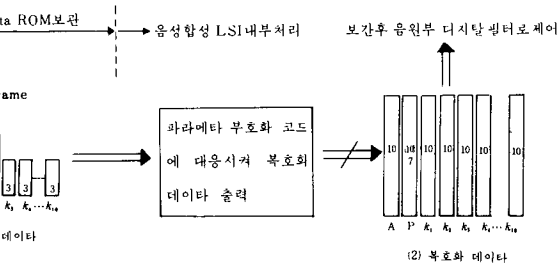 ta ROM보관
음성합성 LSI내부처리
보간후 음원부 디지탈필터로제어
ame
파라메타 부호화 코드
에 대응시켜 복호화
데이타 출력
3 3 3
k₃ k₄ ⋯ k₁₀
데이타
10 10 10 10 10 10 10
7
A P k₁ k₂ k₃ k₄ ⋯ k₁₀
(2) 복호화 데이타